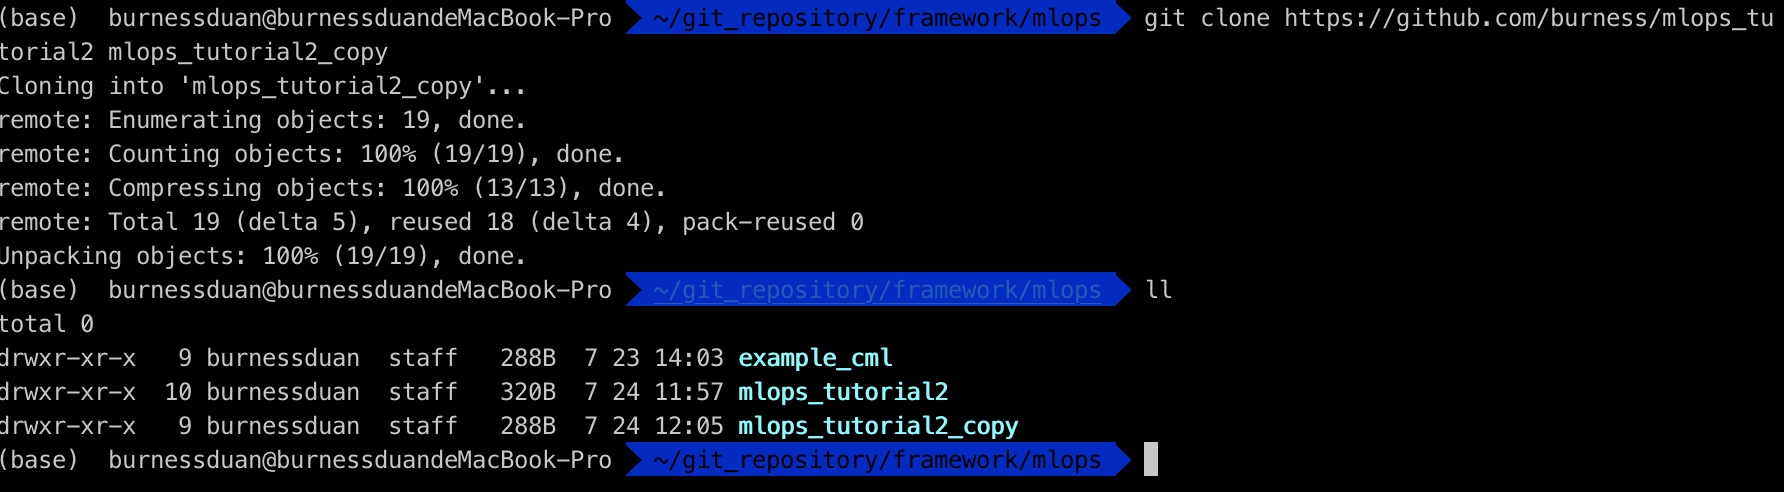 (base)  burnessduan@burnessduandeMacBook-Pro  ~/git_repository/framework/mlops  git clone https://github.com/burness/mlops_tu
torial2 mlops_tutorial2_copy
Cloning into 'mlops_tutorial2_copy'...
remote: Enumerating objects: 19, done.
remote: Counting objects: 100% (19/19), done.
remote: Compressing objects: 100% (13/13), done.
remote: Total 19 (delta 5), reused 18 (delta 4), pack-reused 0
Unpacking objects: 100% (19/19), done.
(base)  burnessduan@burnessduandeMacBook-Pro  ~/git_repository/framework/mlops  ll
total 0
drwxr-xr-x   9 burnessduan  staff   288B  7 23 14:03 example_cml
drwxr-xr-x  10 burnessduan  staff   320B  7 24 11:57 mlops_tutorial2
drwxr-xr-x   9 burnessduan  staff   288B  7 24 12:05 mlops_tutorial2_copy
(base)  burnessduan@burnessduandeMacBook-Pro  ~/git_repository/framework/mlops